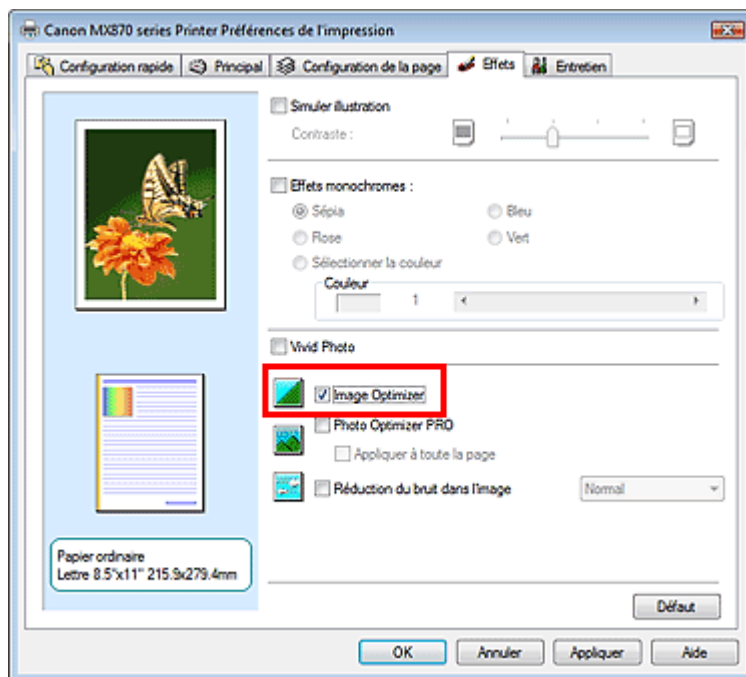 Canon MX870 series Printer Préférences de l'impression
Configuration rapide Principal Configuration de la page Effets Entretien
Simuler illustration
Contraste :
Effets monochromes :
Sépia Bleu
Rose Vert
Sélectionner la couleur
Couleur
1
Vivid Photo
Image Optimizer
Photo Optimizer PRO
Appliquer à toute la page
Réduction du bruit dans l'image Normal
Papier ordinaire
Lettre 8.5"x11" 215.9x279.4mm
Défaut
OK Annuler Appliquer Aide